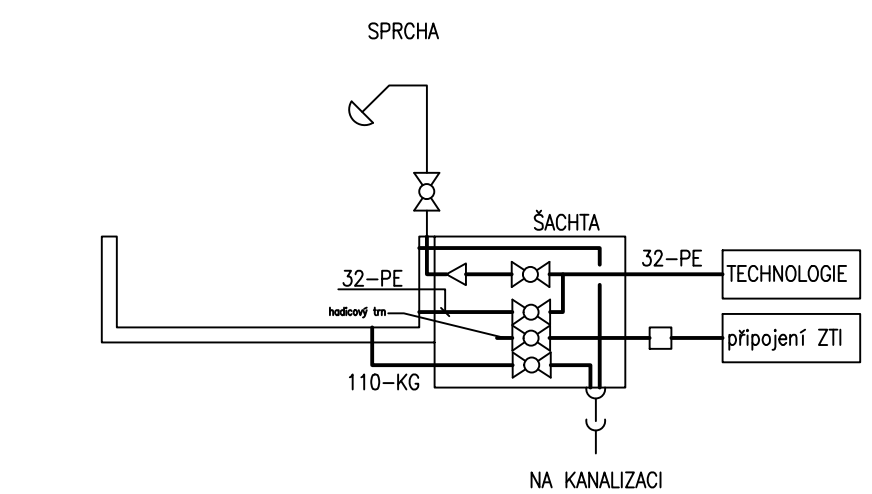 SPRCHA
ŠACHTA
32-PE
TECHNOLOGIE
32-PE
hadicový trn
připojení ZTI
110-KG
NA KANALIZACI